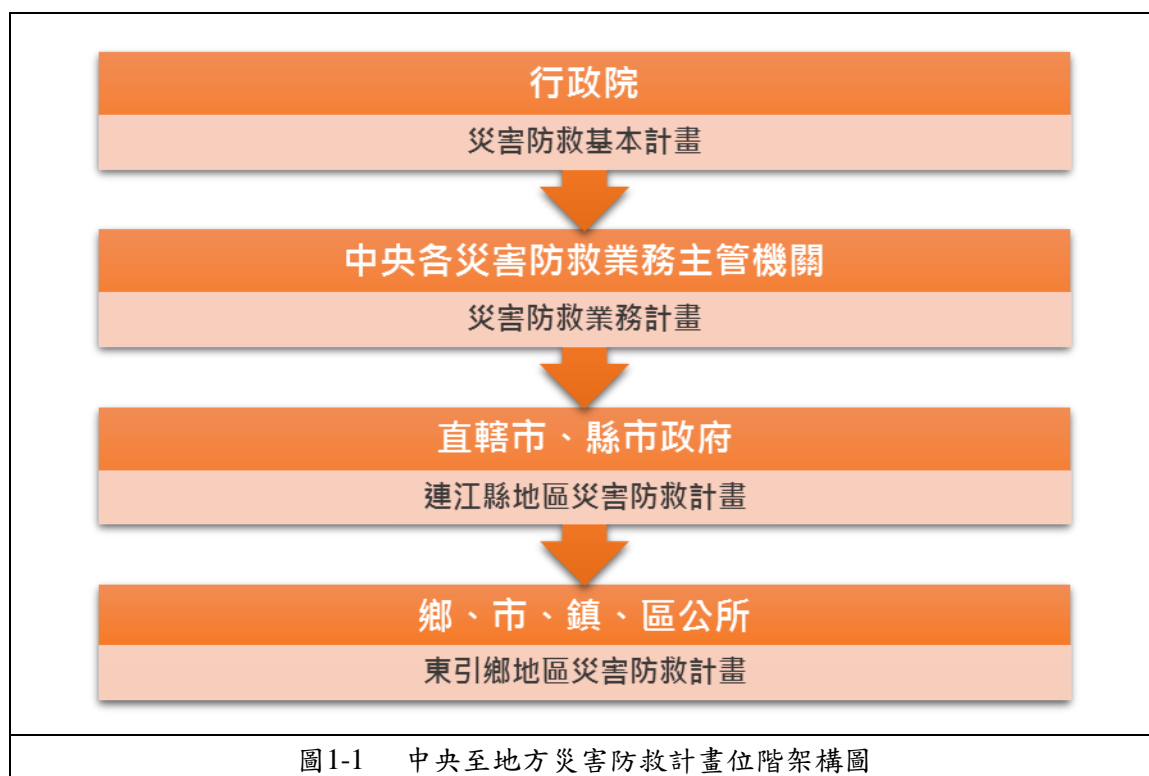 行政院
災害防救基本計畫
中央各災害防救業務主管機關
災害防救業務計畫
直轄市、縣市政府
連江縣地區災害防救計畫
鄉、市、鎮、區公所
東引鄉地區災害防救計畫
圖1-1 中央至地方災害防救計畫位階架構圖